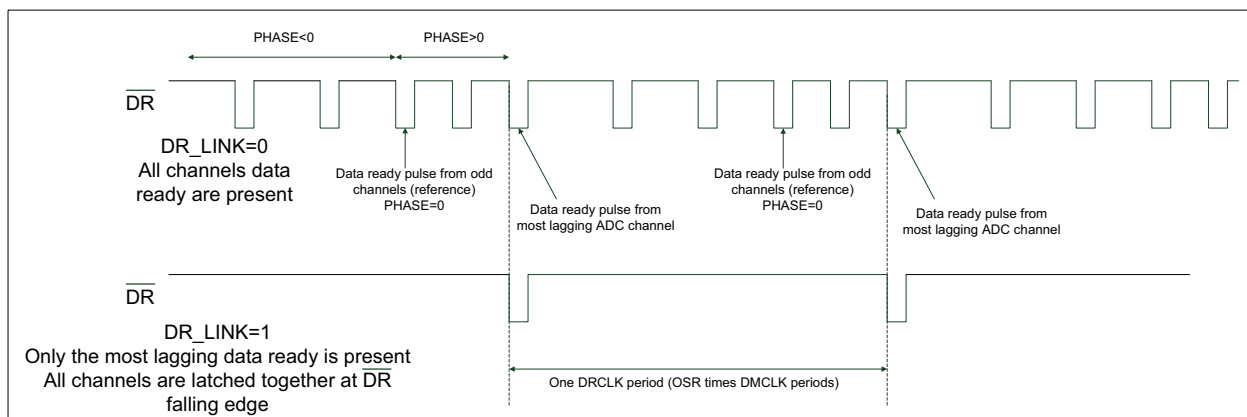 PHASE<0
PHASE>0
DR
DR_LINK=0
All channels data
ready are present
Data ready pulse from odd
channels (reference)
PHASE=0
Data ready pulse from
most lagging ADC channel
Data ready pulse from odd
channels (reference)
PHASE=0
Data ready pulse from
most lagging ADC channel
DR
DR_LINK=1
Only the most lagging data ready is present
All channels are latched together at DR
falling edge
One DRCLK period (OSR times DMCLK periods)